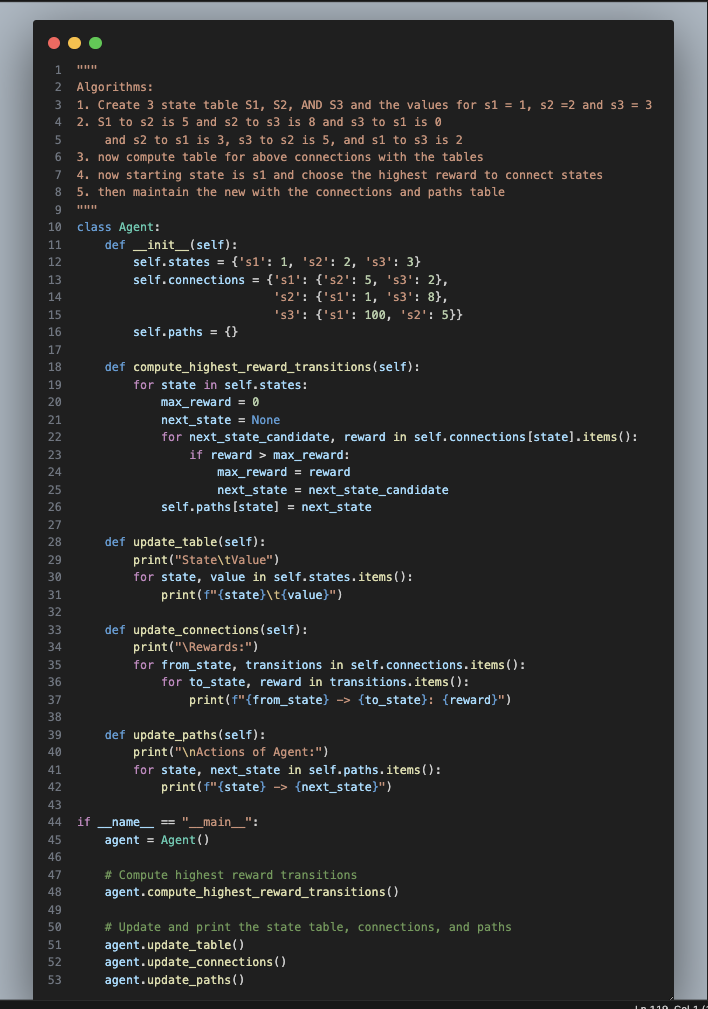 1 """
2 Algorithms:
3 1. Create 3 state table S1, S2, AND S3 and the values for s1 = 1, s2 =2 and s3 = 3
4 2. S1 to s2 is 5 and s2 to s3 is 8 and s3 to s1 is 0
5     and s2 to s1 is 3, s3 to s2 is 5, and s1 to s3 is 2
6 3. now compute table for above connections with the tables
7 4. now starting state is s1 and choose the highest reward to connect states
8 5. then maintain the new with the connections and paths table
9 """
10 class Agent:
11     def __init__(self):
12         self.states = {'s1': 1, 's2': 2, 's3': 3}
13         self.connections = {'s1': {'s2': 5, 's3': 2},
14                             's2': {'s1': 1, 's3': 8},
15                             's3': {'s1': 100, 's2': 5}}
16         self.paths = {}
17
18     def compute_highest_reward_transitions(self):
19         for state in self.states:
20             max_reward = 0
21             next_state = None
22             for next_state_candidate, reward in self.connections[state].items():
23                 if reward > max_reward:
24                     max_reward = reward
25                     next_state = next_state_candidate
26             self.paths[state] = next_state
27
28     def update_table(self):
29         print("State\tValue")
30         for state, value in self.states.items():
31             print(f"{state}\t{value}")
32
33     def update_connections(self):
34         print("\Rewards:")
35         for from_state, transitions in self.connections.items():
36             for to_state, reward in transitions.items():
37                 print(f"{from_state} -> {to_state}: {reward}")
38
39     def update_paths(self):
40         print("\nActions of Agent:")
41         for state, next_state in self.paths.items():
42             print(f"{state} -> {next_state}")
43
44 if __name__ == "__main__":
45     agent = Agent()
46
47     # Compute highest reward transitions
48     agent.compute_highest_reward_transitions()
49
50     # Update and print the state table, connections, and paths
51     agent.update_table()
52     agent.update_connections()
53     agent.update_paths()